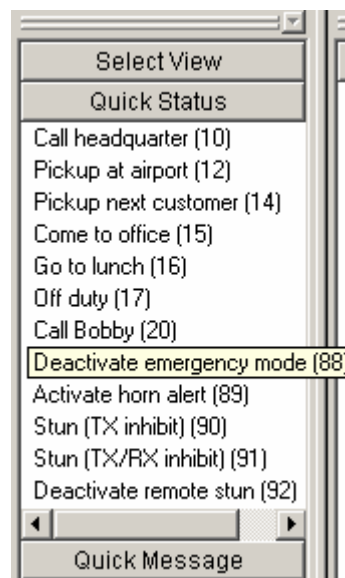 Select View
Quick Status
Call headquarter (10)
Pickup at airport (12)
Pickup next customer (14)
Come to office (15)
Go to lunch (16)
Off duty (17)
Call Bobby (20)
Deactivate emergency mode (88)
Activate horn alert (89)
Stun (TX inhibit) (90)
Stun (TX/RX inhibit) (91)
Deactivate remote stun (92)
Quick Message